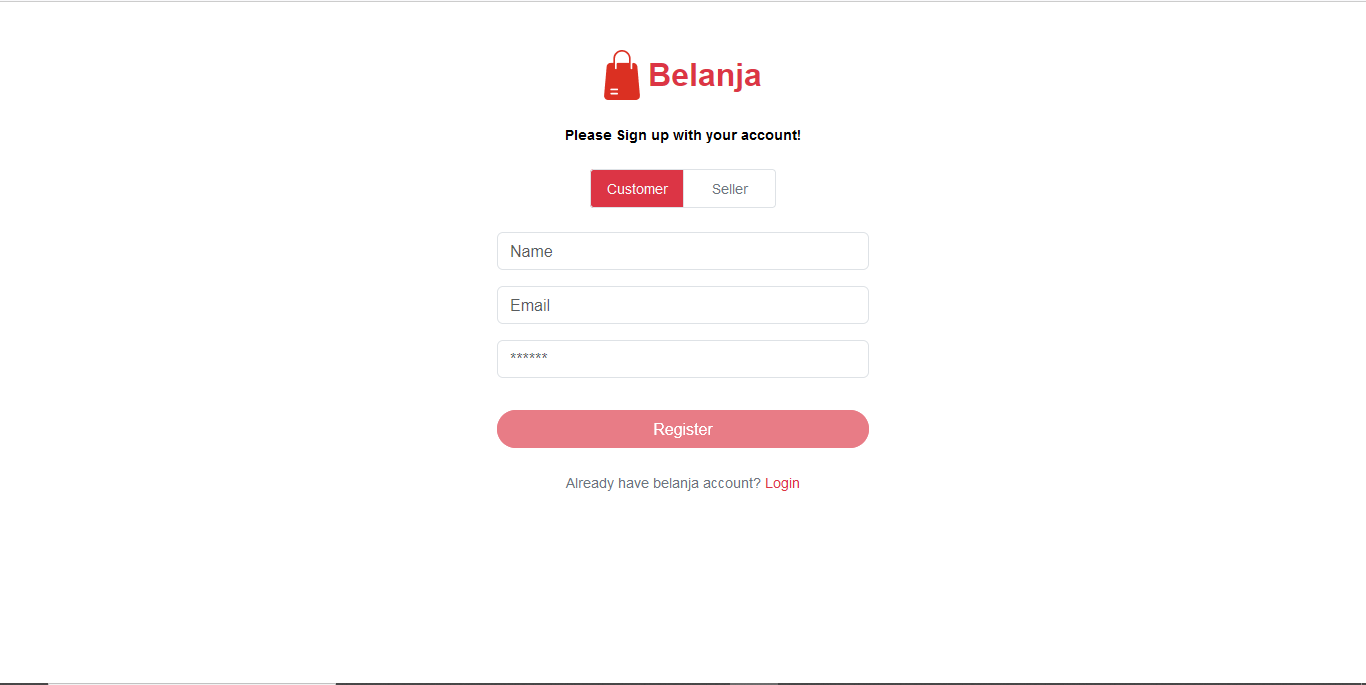 Belanja
Please Sign up with your account!
Customer Seller
Name
Email
******
Register
Already have belanja account? Login